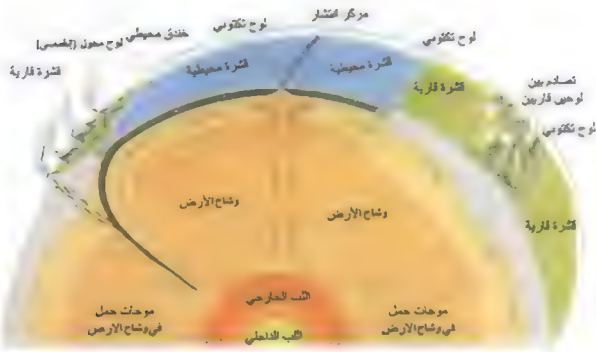 مركز انتشار
لوح تكتوني
لوح تكتوني
خندق محيطي
لوح محول (إنغمسي)
قشرة قارية
قشرة محيطية
قشرة محيطية
قشرة قارية
تصادم بين
لوحين قاريين
لوح تكتوني
قشرة قارية
وشاح الأرض
وشاح الأرض
اللب الخارجي
اللب الداخلي
موجات حمل
في وشاح الأرض
موجات حمل
في وشاح الأرض